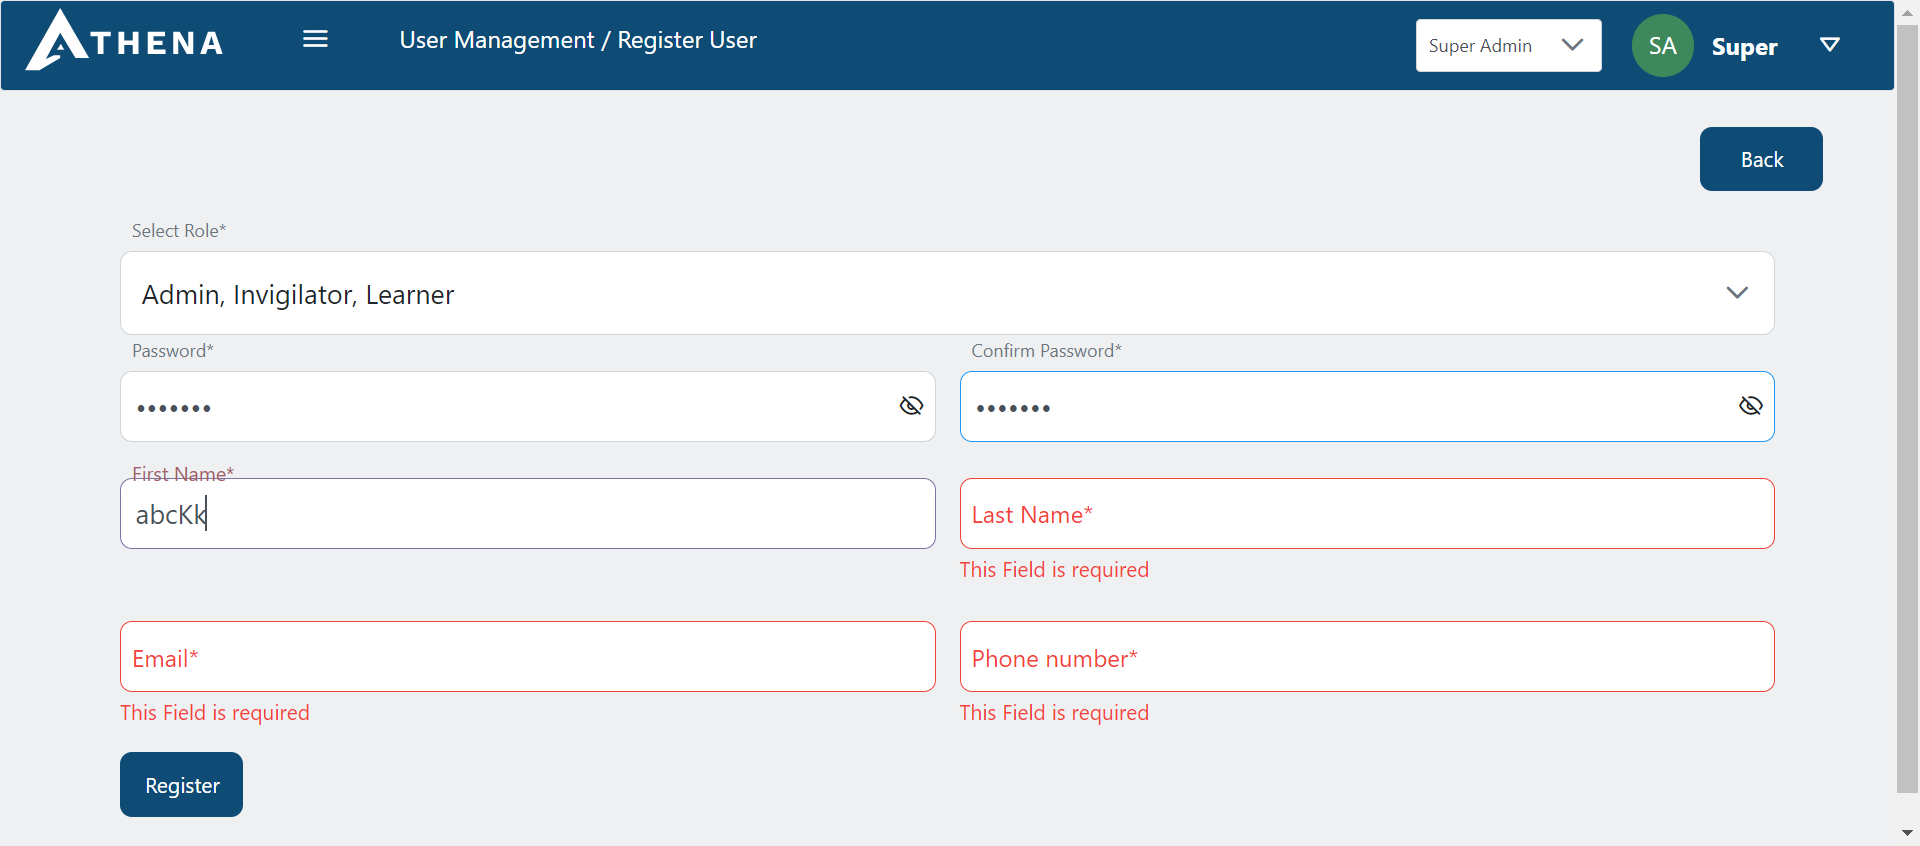 ATHENA
User Management / Register User
Super Admin
SA
Super
Back
Select Role*
Admin, Invigilator, Learner
Password*
Confirm Password*
•••••••
•••••••
First Name*
abcKk
Last Name*
This Field is required
Email*
Phone number*
This Field is required
This Field is required
Register